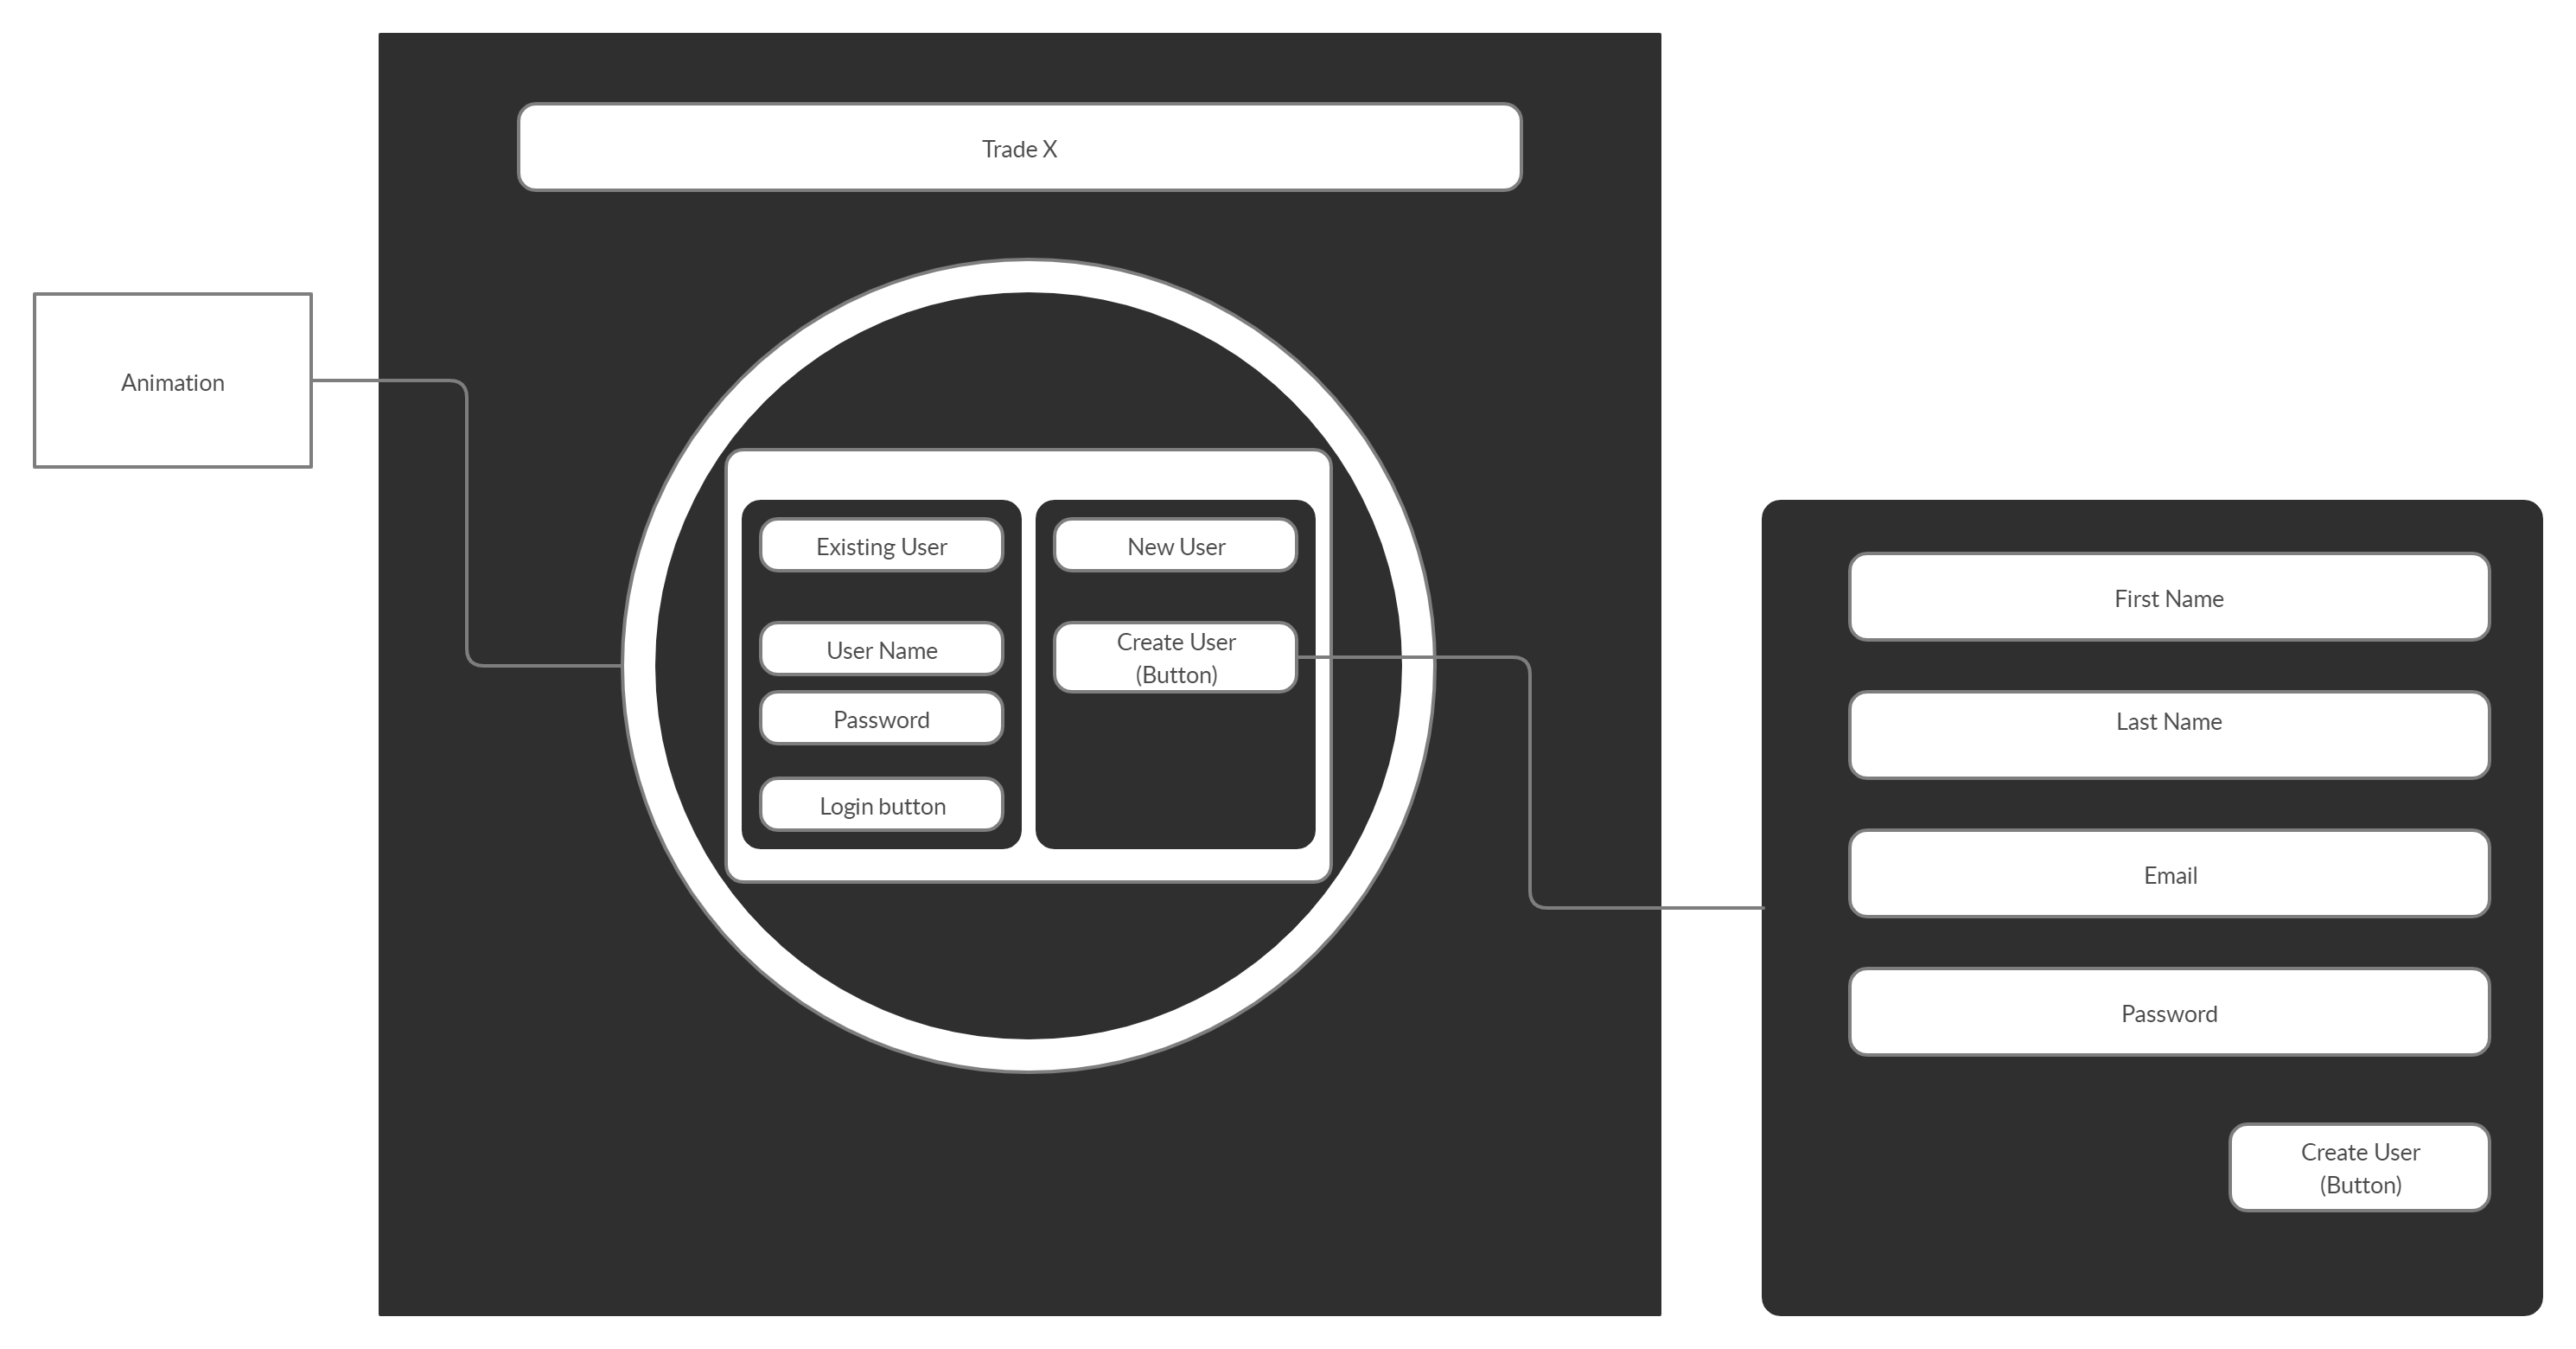 Trade X
Animation
Existing User
User Name
Password
Login button
New User
Create User
(Button)
First Name
Last Name
Email
Password
Create User
(Button)